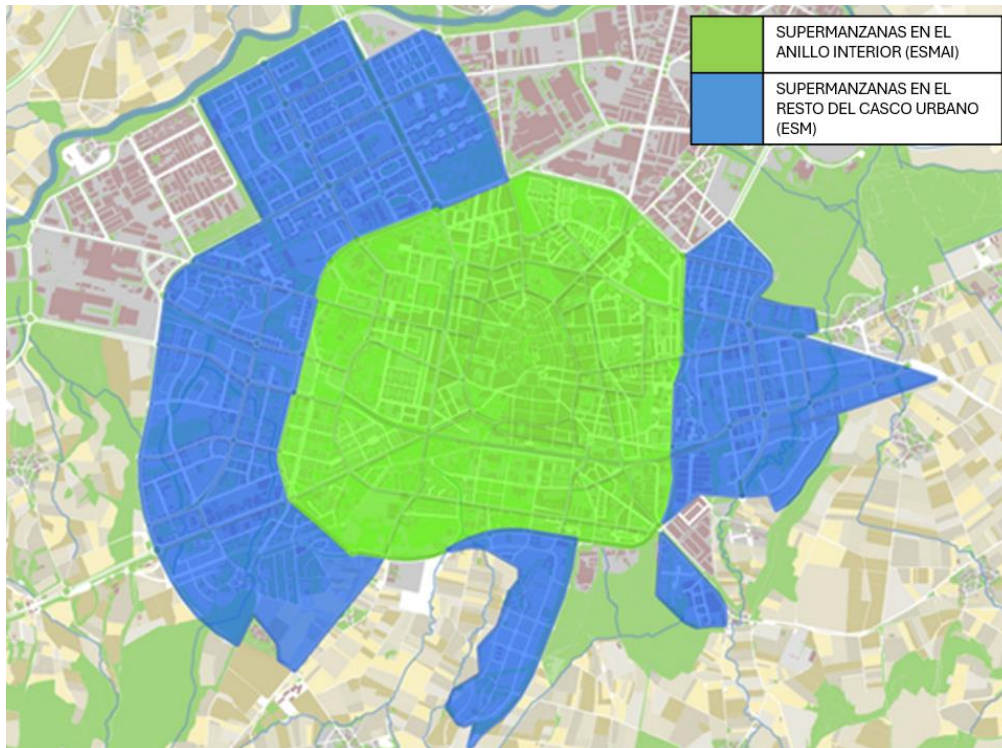 SUPERMANZANAS EN EL
ANILLO INTERIOR (ESMAI)
SUPERMANZANAS EN EL
RESTO DEL CASCO URBANO
(ESM)